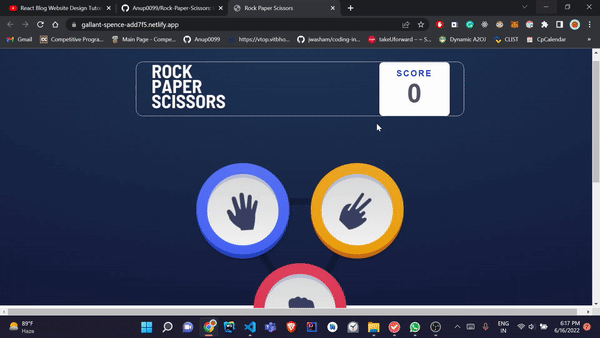 React Blog Website Design Tutor
Anup0099/Rock-Paper-Scissors:
Rock Paper Scissors
gallant-spence-add7f5.netlify.app
Gmail
Competitive Progra...
Main Page - Compe...
Anup0099
https://vtop.vitbho...
jwasham/coding-in...
takeUforward - ~ S...
Dynamic A2OJ
CLIST
CpCalendar
ROCK
PAPER
SCISSORS
SCORE
0
89°F
Haze
ENG
IN
6:17 PM
6/16/2022